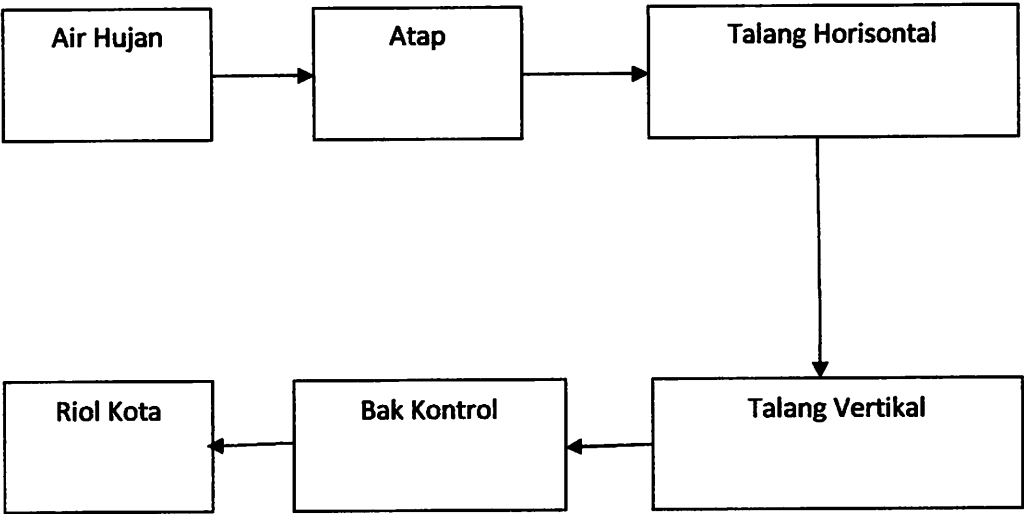 Air Hujan
Atap
Talang Horisontal
Riol Kota
Bak Kontrol
Talang Vertikal